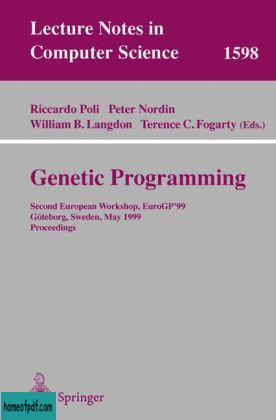 Lecture Notes in
Computer Science 1598
Riccardo Poli Peter Nordin
William B. Langdon Terence C. Fogarty (Eds.)
Genetic Programming
Second European Workshop, EuroGP'99
Göteborg, Sweden, May 1999
Proceedings
homeofpdf.com
Springer